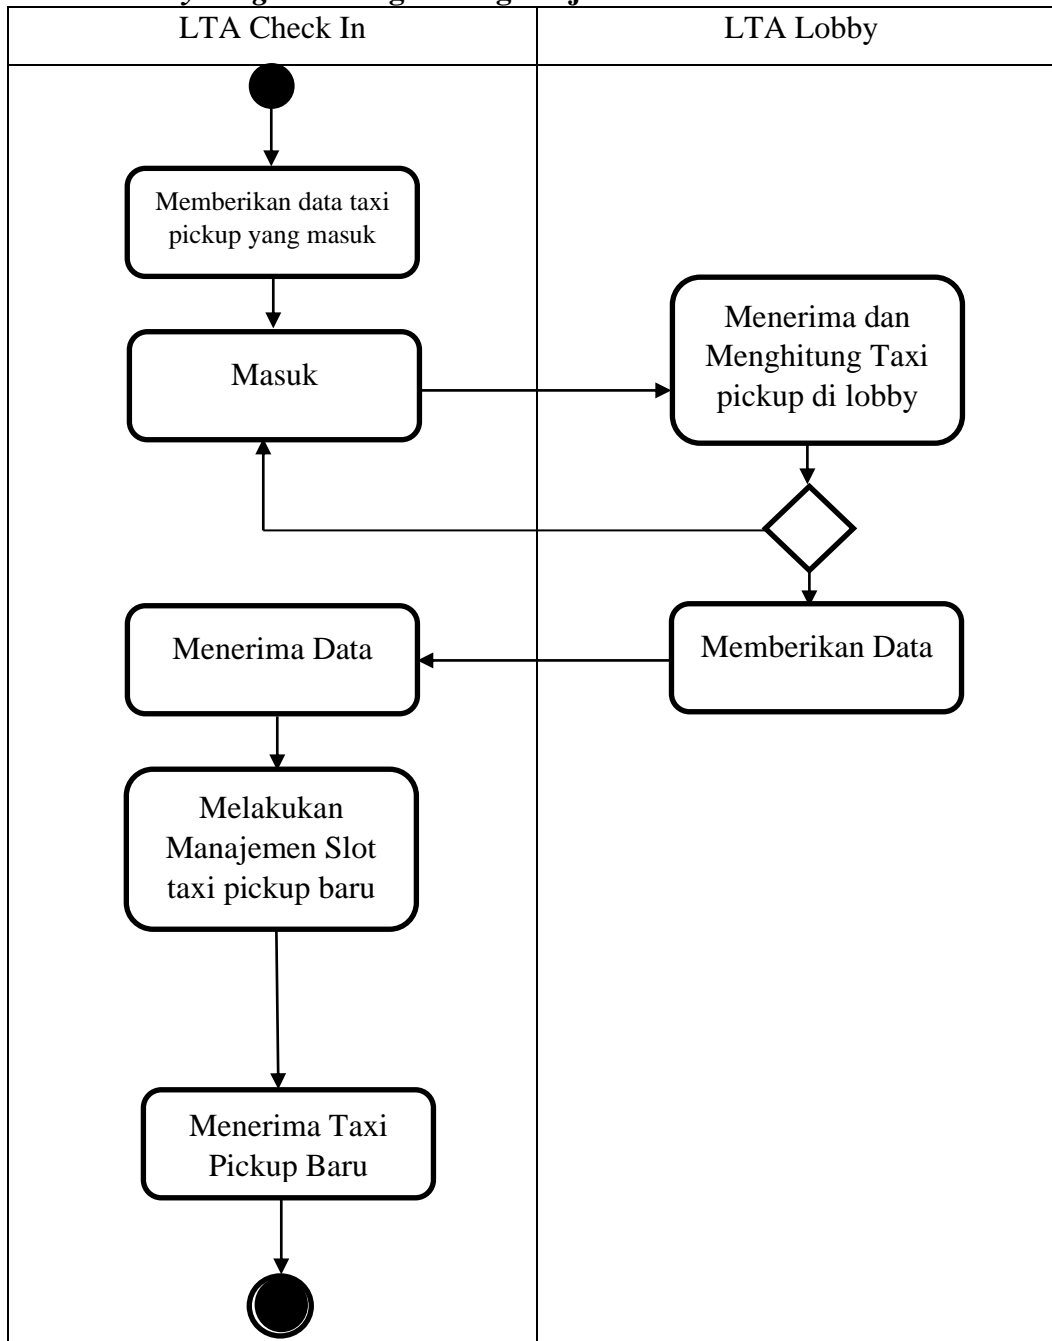 LTA Check In
LTA Lobby
Memberikan data taxi
pickup yang masuk
Masuk
Menerima dan
Menghitung Taxi
pickup di lobby
Menerima Data
Memberikan Data
Melakukan
Manajemen Slot
taxi pickup baru
Menerima Taxi
Pickup Baru